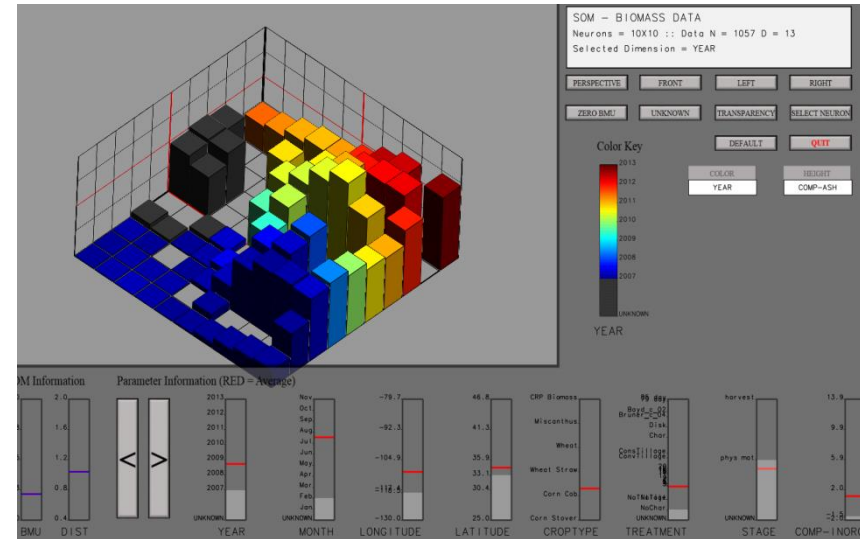 SOM - BIOMASS DATA
Neurons = 10X10 :: Data N = 1057 D = 13
Selected Dimension = YEAR
PERSPECTIVE FRONT LEFT RIGHT
ZERO BMU UNKNOWN TRANSPARENCY SELECT NEURON
DEFAULT QUIT
Color Key
2013
2012
2011
2010
2009
2008
2007
UNKNOWN
YEAR
COLOR HEIGHT
YEAR COMP-ASH
OM Information Parameter Information (RED = Average)
2.0
1.6
1.2
0.8
0.4
BMU DIST
< >
2013
2012
2011
2010
2009
2008
2007
UNKNOWN
YEAR
Nov.
Oct.
Sep.
Aug.
Jul.
Jun.
May.
Apr.
Mar.
Feb.
Jan.
UNKNOWN
MONTH
-79.7
-92.3
-104.9
-130.0
LONGITUDE
46.8
41.3
35.9
33.1
30.4
25.0
LATITUDE
CRP Biomass
Miscanthus
Wheat
Wheat Straw
Corn Cob
Corn Stover
CROPTYPE
Disk
Char
NoChar
UNKNOWN
TREATMENT
harvest
phys mat
UNKNOWN
STAGE
13.9
9.9
5.9
2.0
COMP-INORG